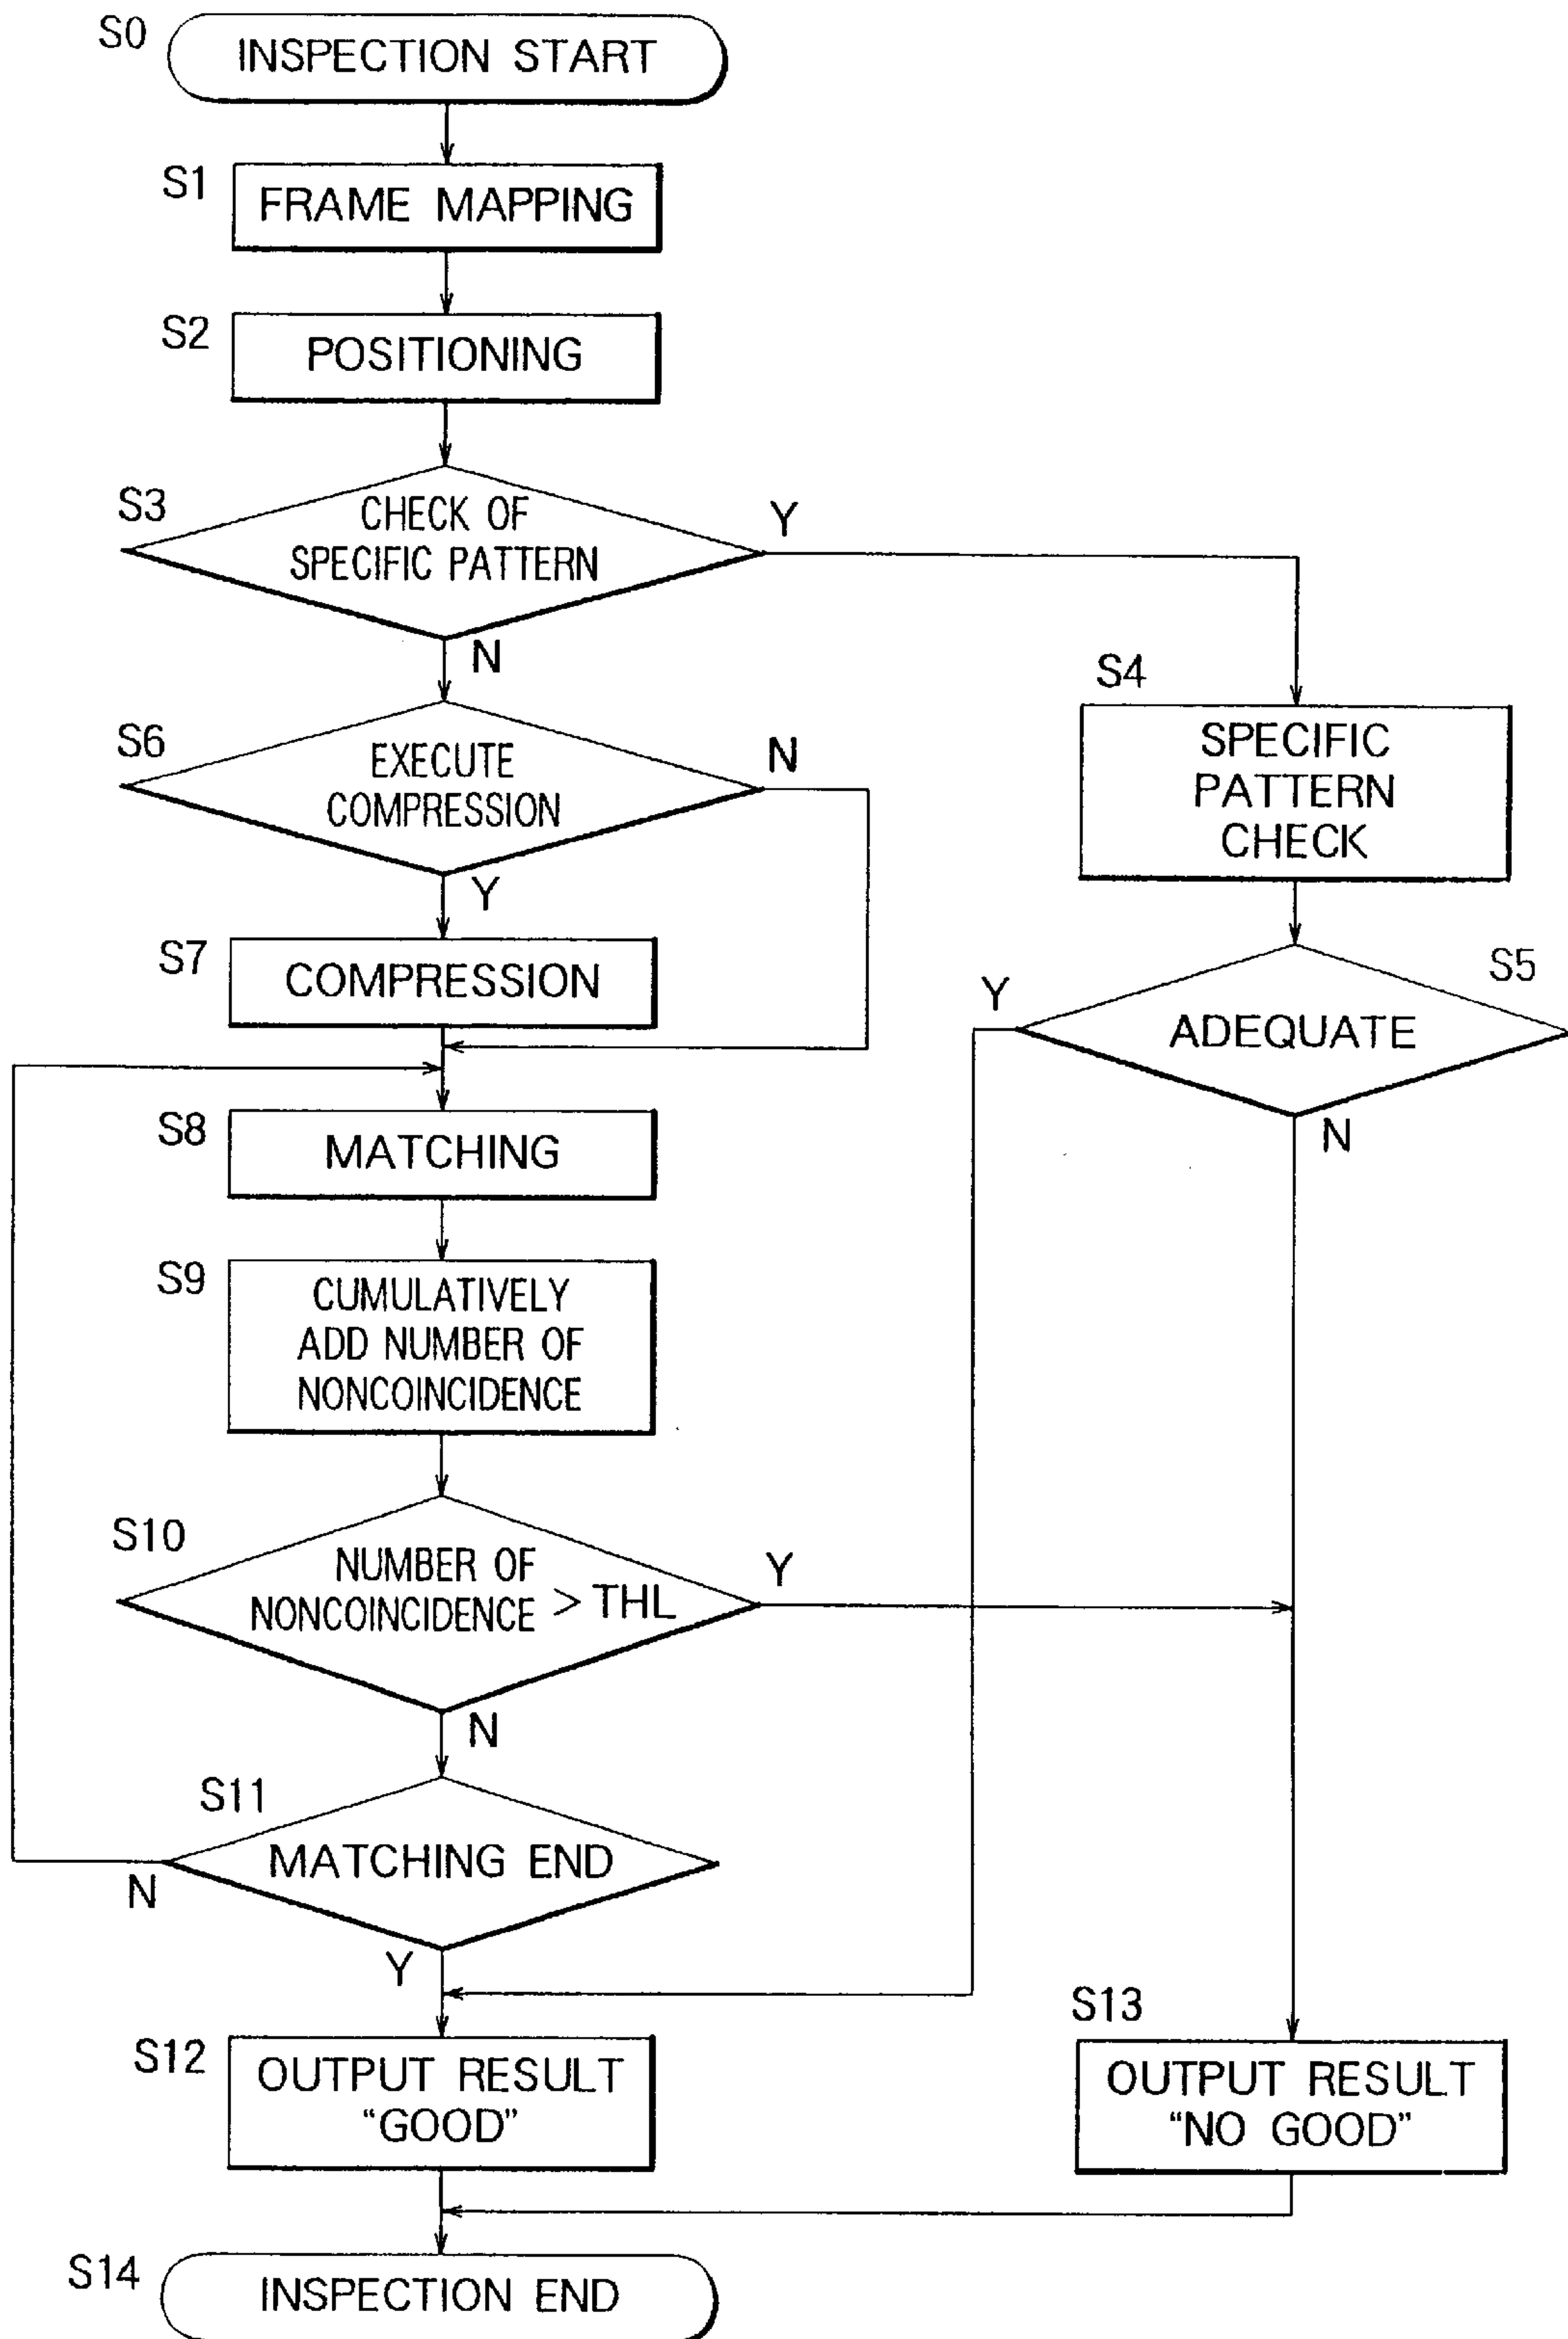 S0
INSPECTION START
S1
FRAME MAPPING
S2
POSITIONING
S3
CHECK OF
SPECIFIC PATTERN
Y
N
S4
SPECIFIC
PATTERN
CHECK
S6
EXECUTE
COMPRESSION
N
Y
S7
COMPRESSION
S5
ADEQUATE
Y
N
S8
MATCHING
S9
CUMULATIVELY
ADD NUMBER OF
NONCOINCIDENCE
S10
NUMBER OF
NONCOINCIDENCE > THL
Y
N
S11
MATCHING END
N
Y
S12
OUTPUT RESULT
“GOOD”
S13
OUTPUT RESULT
“NO GOOD”
S14
INSPECTION END